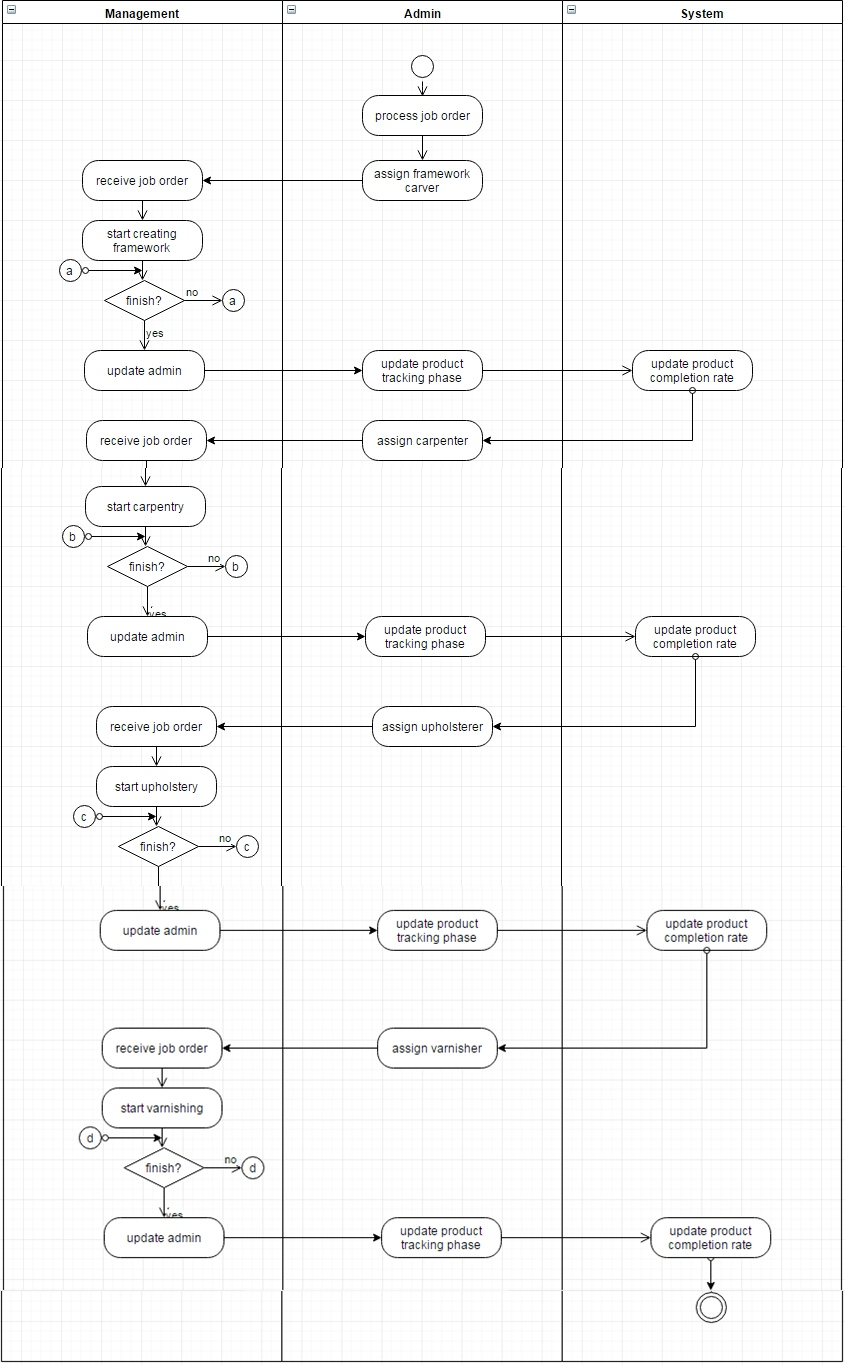 Management
Admin
System
process job order
receive job order
assign framework
carver
start creating
framework
a
finish?
no
a
yes
update admin
update product
tracking phase
update product
completion rate
receive job order
assign carpenter
start carpentry
b
finish?
no
b
yes
update admin
update product
tracking phase
update product
completion rate
receive job order
assign upholsterer
start upholstery
c
finish?
no
c
yes
update admin
update product
tracking phase
update product
completion rate
receive job order
assign varnisher
start varnishing
d
finish?
no
d
yes
update admin
update product
tracking phase
update product
completion rate